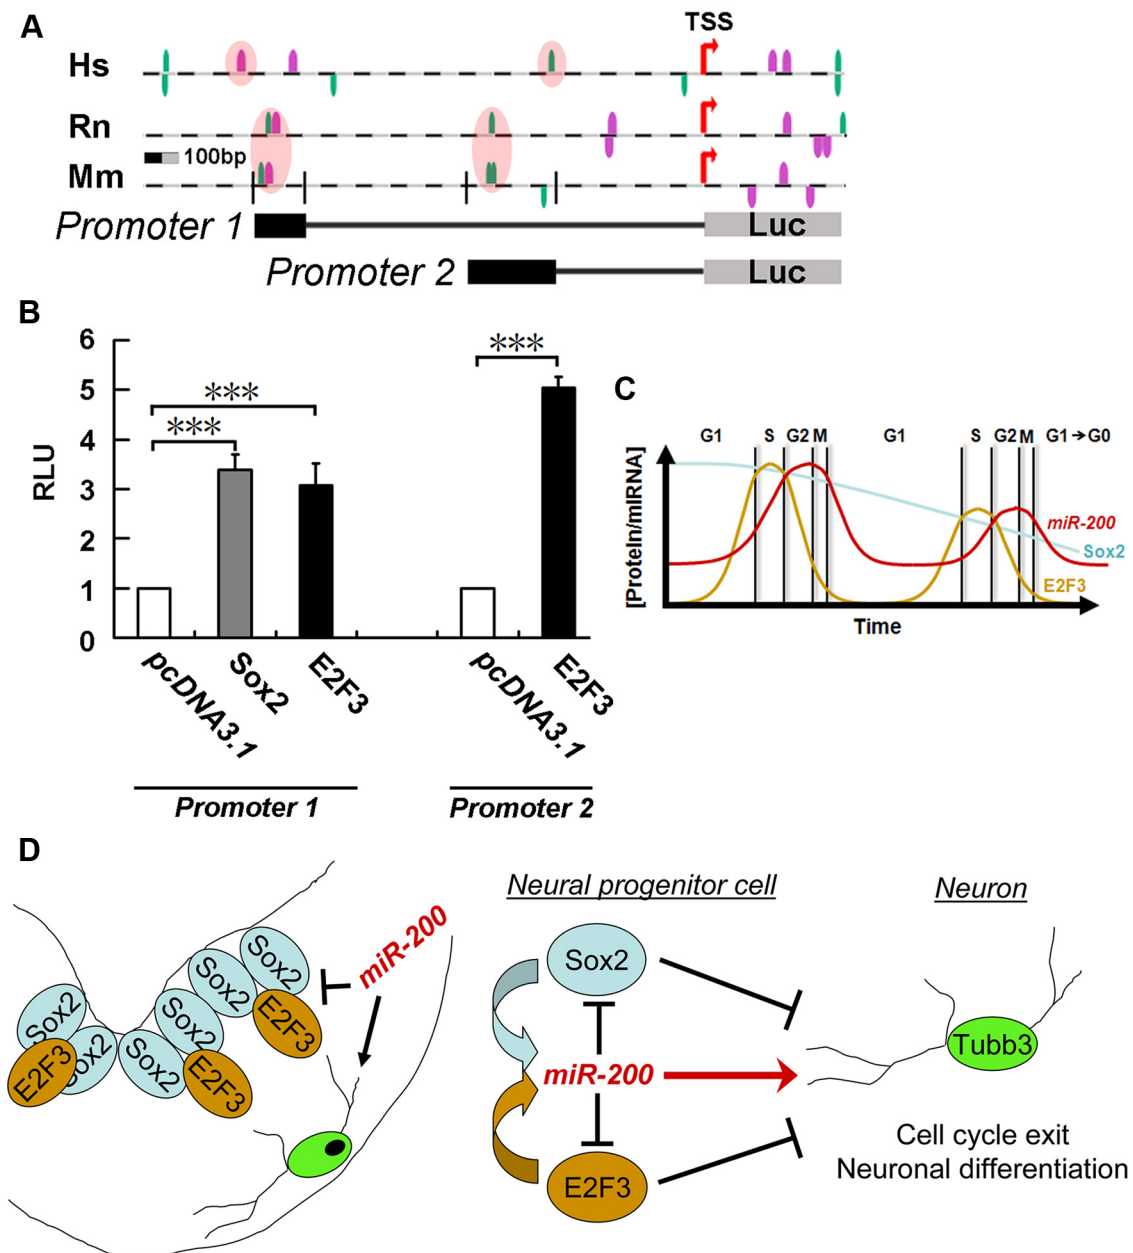 A
TSS
Hs
Rn
100bp
Mm
Promoter 1
Luc
Promoter 2
Luc
B
RLU
6
5
4
3
2
1
0
***
***
***
pcDNA3.1
Sox2
E2F3
pcDNA3.1
E2F3
Promoter 1
Promoter 2
C
G1
S
G2
M
G1
S
G2
M
G1→G0
[Protein/miRNA]
miR-200
Sox2
E2F3
Time
D
miR-200
Sox2
Sox2
Sox2
Sox2
Sox2
Sox2
E2F3
E2F3
E2F3
Neural progenitor cell
Neuron
Sox2
miR-200
E2F3
Tubb3
Cell cycle exit
Neuronal differentiation